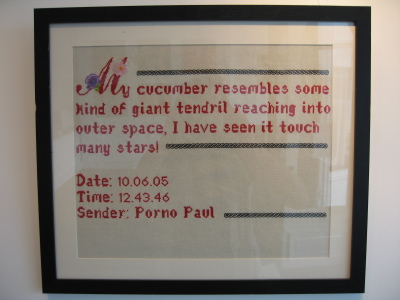 My cucumber resembles some
kind of giant tendril reaching into
outer space, I have seen it touch
many stars!
Date: 10.06.05
Time: 12.43.46
Sender: Porno Paul